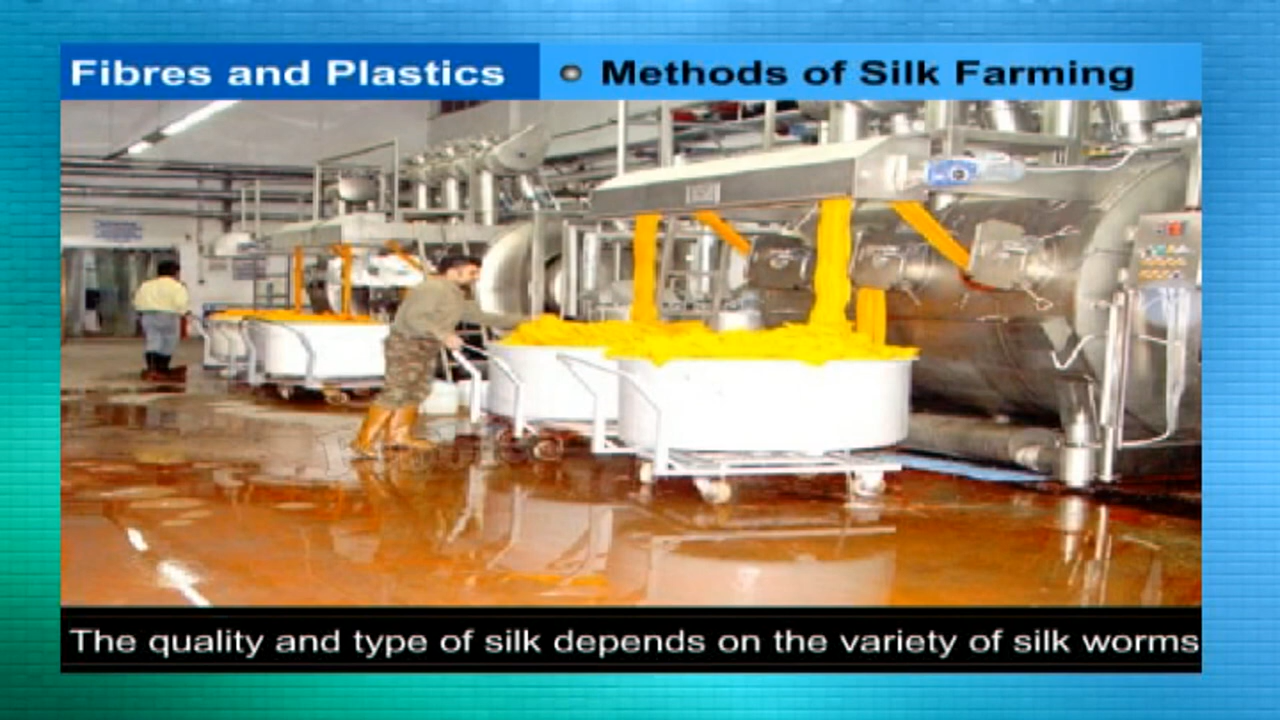 Fibres and Plastics
Methods of Silk Farming
The quality and type of silk depends on the variety of silk worms